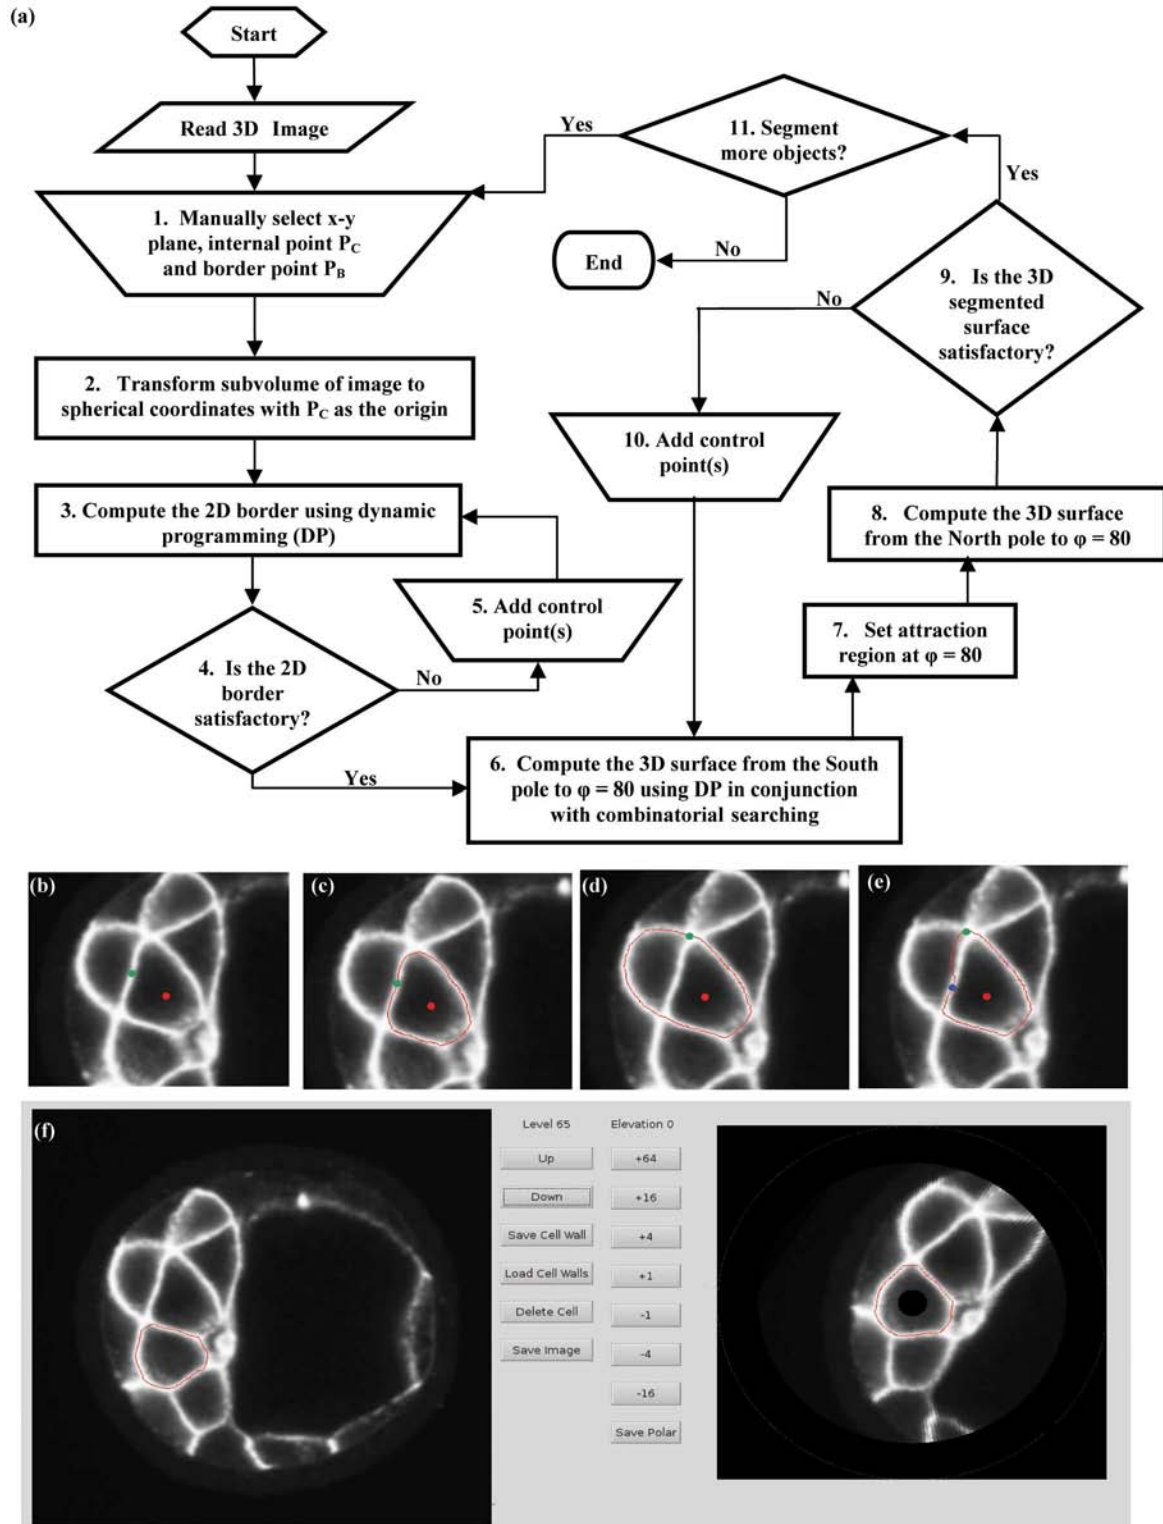 (a)
Start
Read 3D Image
1. Manually select x-y
plane, internal point PC
and border point PB
2. Transform subvolume of image to
spherical coordinates with PC as the origin
3. Compute the 2D border using dynamic
programming (DP)
4. Is the 2D
border
satisfactory?
No
5. Add control
point(s)
Yes
6. Compute the 3D surface from the South
pole to φ = 80 using DP in conjunction
with combinatorial searching
7. Set attraction
region at φ = 80
8. Compute the 3D surface
from the North pole to φ = 80
9. Is the 3D
segmented
surface
satisfactory?
No
10. Add control
point(s)
Yes
11. Segment
more objects?
Yes
No
End
(b)
(c)
(d)
(e)
(f)
Level 65
Up
Down
Save Cell Wall
Load Cell Walls
Delete Cell
Save Image
Elevation 0
+64
+16
+4
+1
-1
-4
-16
Save Polar